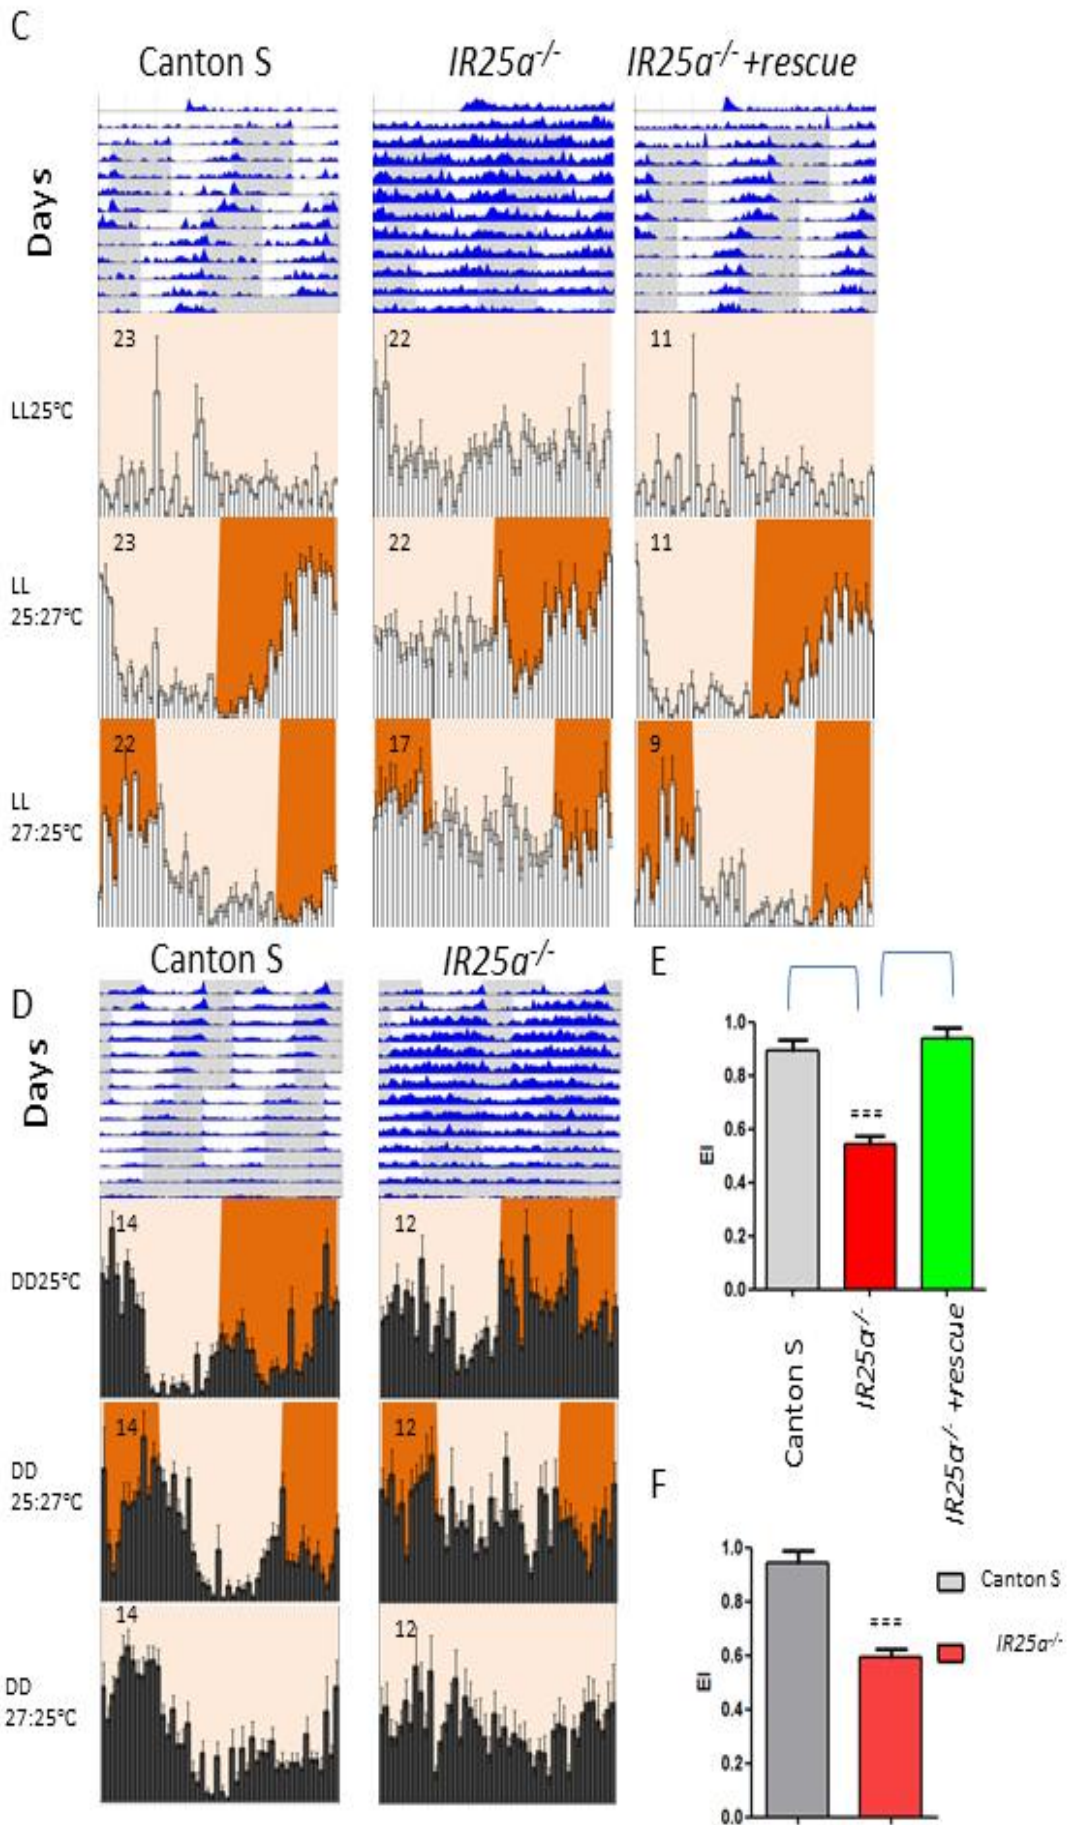 C
Canton S
IR25a-/-
IR25a-/- +rescue
Days
LL25°C
23
22
11
LL
25:27°C
23
22
11
LL
27:25°C
22
17
9
D
Canton S
IR25a-/-
Days
DD25°C
14
12
DD
25:27°C
14
12
DD
27:25°C
14
12
E
EI
1.0
0.8
0.6
0.4
0.2
0.0
***
Canton S
IR25a-/-
IR25a-/- +rescue
F
EI
1.0
0.8
0.6
0.4
0.2
0.0
***
Canton S
IR25a-/-